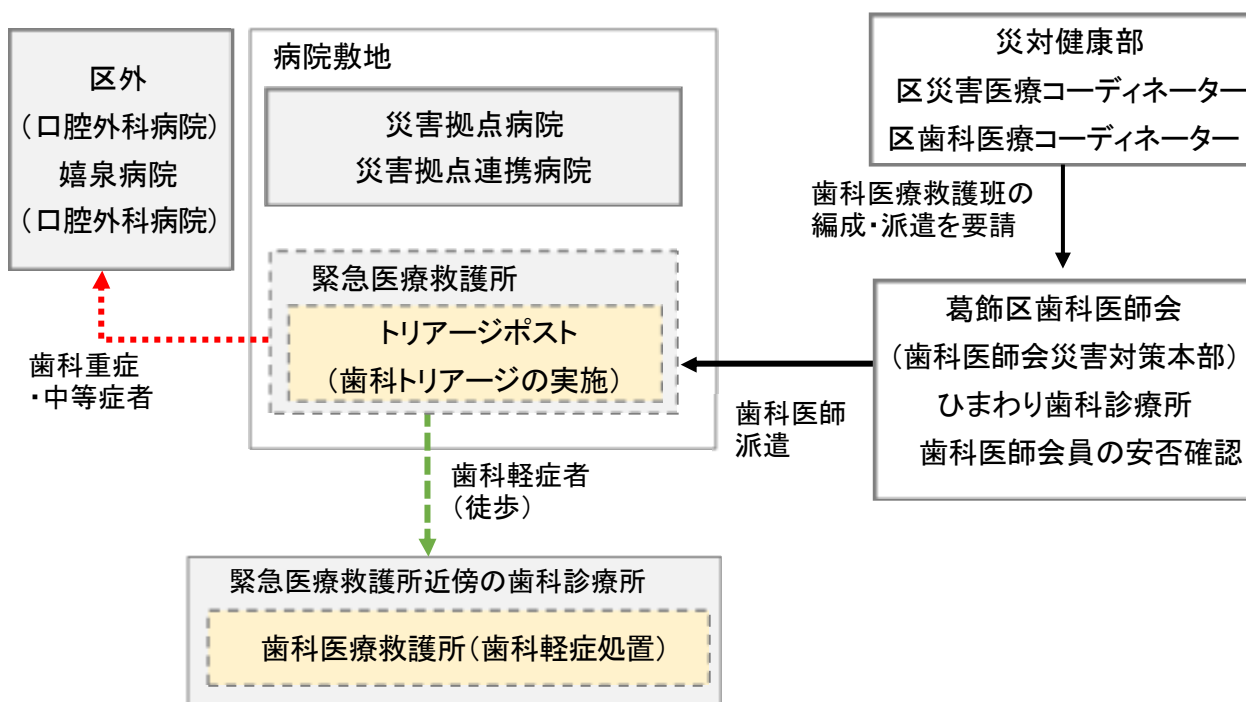 区外
(口腔外科病院)
嬉泉病院
(口腔外科病院)
病院敷地
災害拠点病院
災害拠点連携病院
緊急医療救護所
トリアージポスト
(歯科トリアージの実施)
災対健康部
区災害医療コーディネーター
区歯科医療コーディネーター
歯科医療救護班の
編成・派遣を要請
葛飾区歯科医師会
(歯科医師会災害対策本部)
ひまわり歯科診療所
歯科医師会員の安否確認
歯科医師
派遣
歯科重症
・中等症者
歯科軽症者
(徒歩)
緊急医療救護所近傍の歯科診療所
歯科医療救護所(歯科軽症処置)